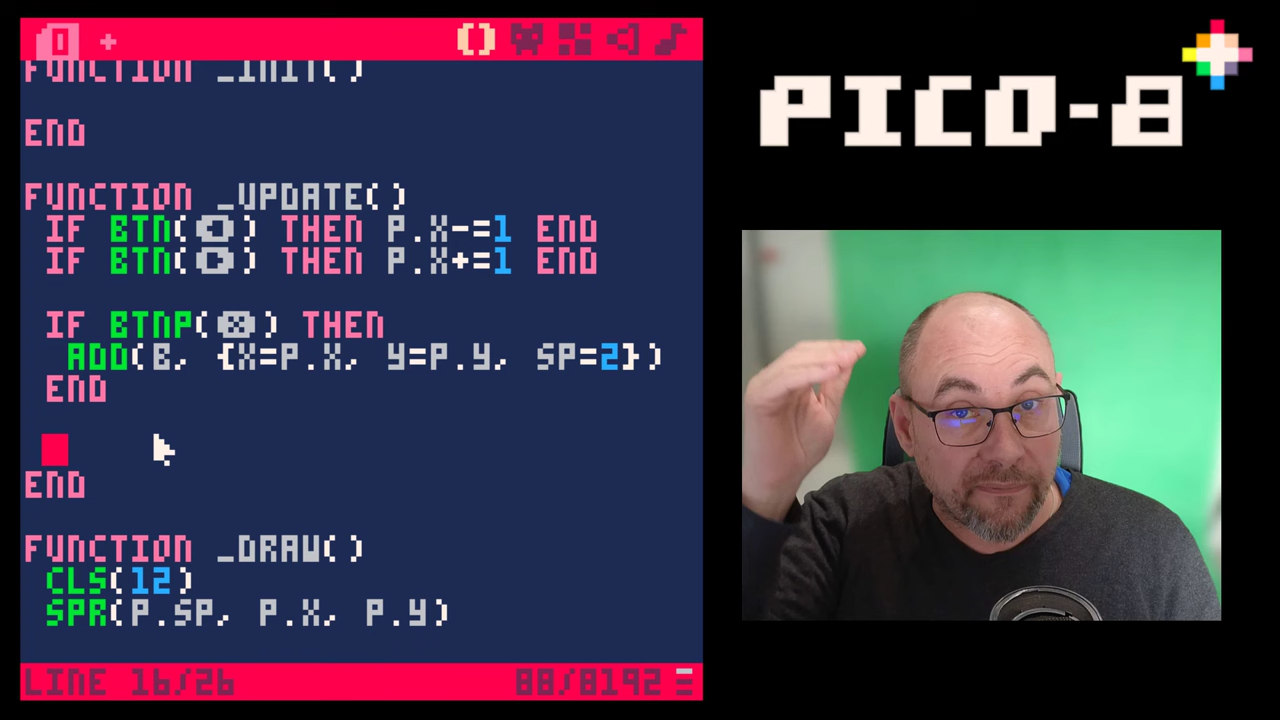 FUNCTION _INIT()
END
FUNCTION _UPDATE()
IF BTN(⬅️) THEN P.X-=1 END
IF BTN(➡️) THEN P.X+=1 END
IF BTNP(❎) THEN
ADD(B, {X=P.X, Y=P.Y, SP=2})
END
END
FUNCTION _DRAW()
CLS(12)
SPR(P.SP, P.X, P.Y)
LINE 16/26
88/8192
PICO-8